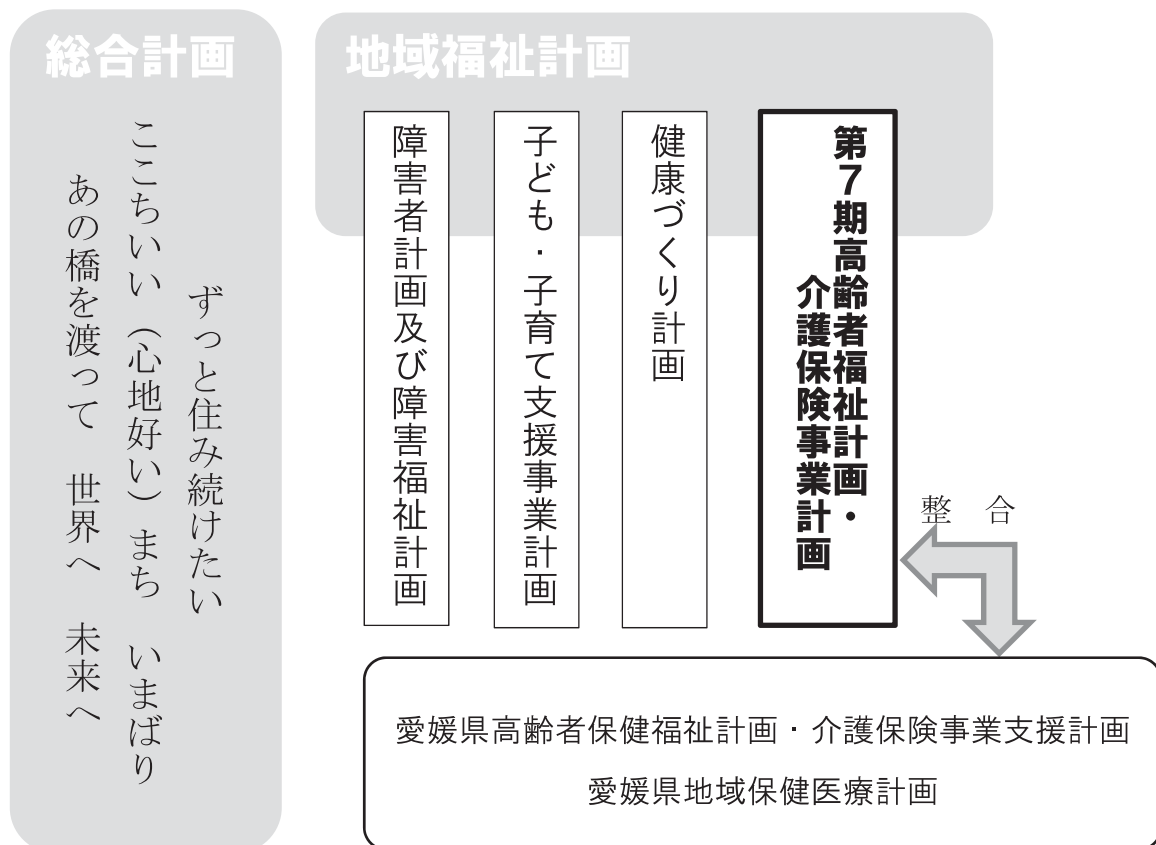 総合計画
ずっと住み続けたい
ここちいい（心地好い）まち　いまばり
あの橋を渡って　世界へ　未来へ
地域福祉計画
障害者計画及び障害福祉計画
子ども・子育て支援事業計画
健康づくり計画
第７期高齢者福祉計画・
介護保険事業計画
整　合
愛媛県高齢者保健福祉計画・介護保険事業支援計画
愛媛県地域保健医療計画